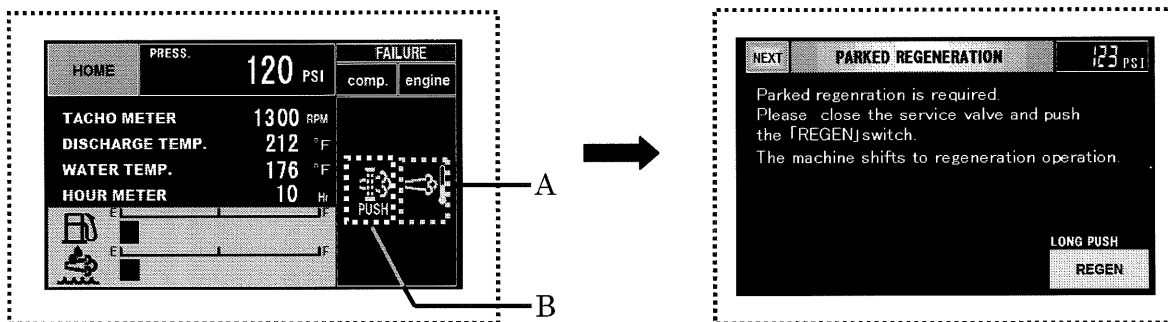 HOME
PRESS.
120 PSI
FAILURE
comp. engine
TACHO METER 1300 RPM
DISCHARGE TEMP. 212 °F
WATER TEMP. 176 °F
HOUR METER 10 Hr
PUSH
E F
E F
A
B
NEXT PARKED REGENERATION 123 PSI
Parked regenration is required.
Please close the service valve and push
the「REGEN」switch.
The machine shifts to regeneration operation.
LONG PUSH
REGEN